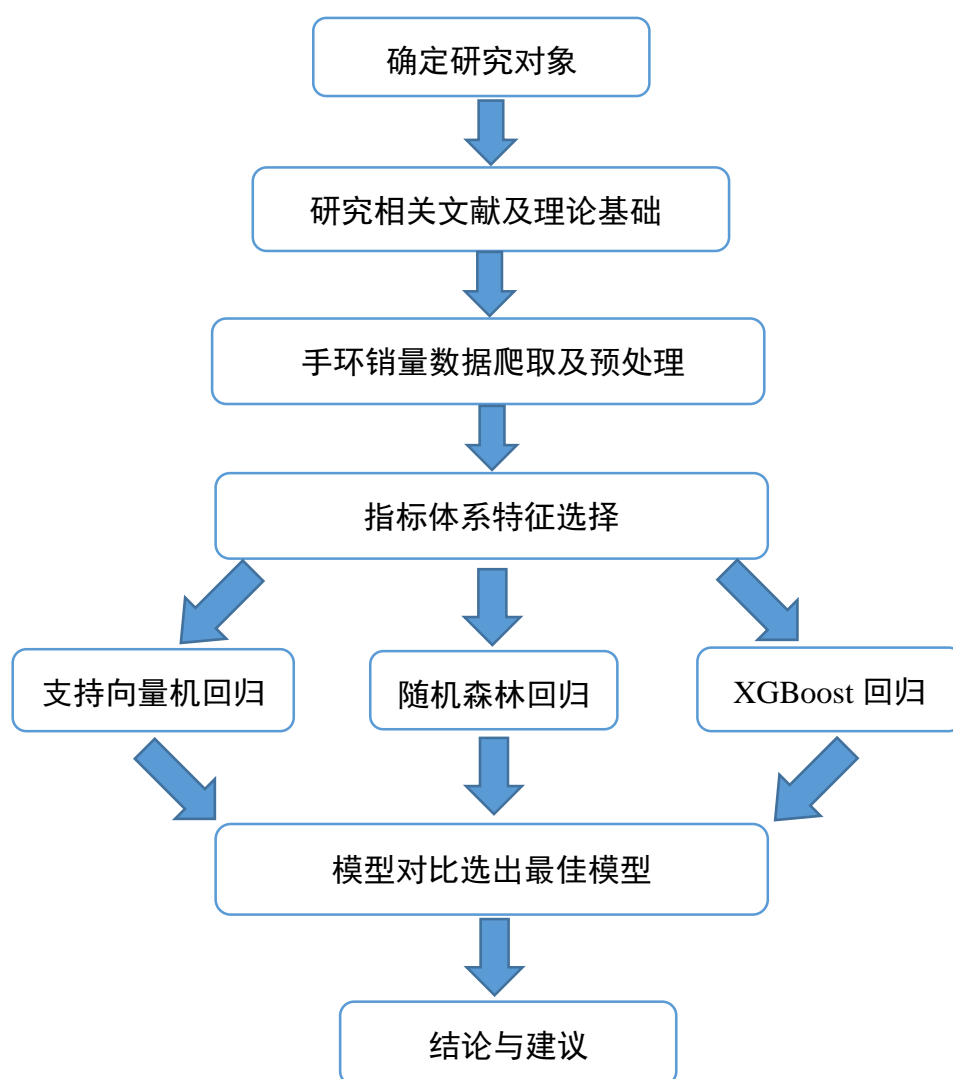 确定研究对象
研究相关文献及理论基础
手环销量数据爬取及预处理
指标体系特征选择
支持向量机回归
随机森林回归
XGBoost 回归
模型对比选出最佳模型
结论与建议